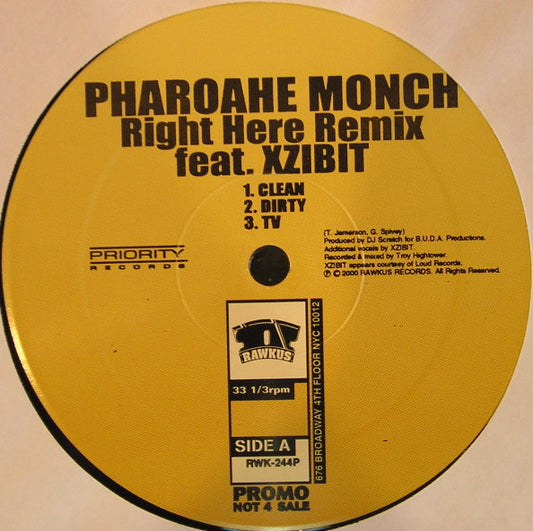 PHAROAHE MONCH
Right Here Remix
feat. XZIBIT
1. CLEAN
2. DIRTY
3. TV
PRIORITY
RECORDS
(T. Jamerson, G. Spivey)
Produced by DJ Scratch for B.U.D.A. Productions.
Additional vocals by XZIBIT.
Recorded & mixed by Troy Hightower.
XZIBIT appears courtesy of Loud Records.
℗ © 2000 RAWKUS RECORDS. All Rights Reserved.
RAWKUS
33 1/3rpm
SIDE A
RWK-244P
676 BROADWAY 4TH FLOOR NYC 10012
PROMO
NOT 4 SALE